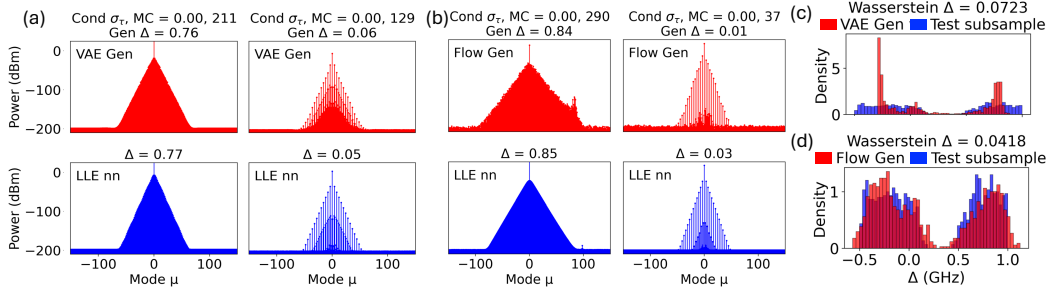 (a)
Cond στ, MC = 0.00, 211
Gen Δ = 0.76
VAE Gen
Cond στ, MC = 0.00, 129
Gen Δ = 0.06
VAE Gen
Power (dBm)
0
−100
−200
Δ = 0.77
LLE nn
Δ = 0.05
LLE nn
Power (dBm)
0
−100
−200
−100
0
100
Mode μ
−100
0
100
Mode μ
(b)
Cond στ, MC = 0.00, 290
Gen Δ = 0.84
Flow Gen
Cond στ, MC = 0.00, 37
Gen Δ = 0.01
Flow Gen
Δ = 0.85
LLE nn
Δ = 0.03
LLE nn
−100
0
100
Mode μ
−100
0
100
Mode μ
(c)
Wasserstein Δ = 0.0723
VAE Gen
Test subsample
Density
5
0
(d)
Wasserstein Δ = 0.0418
Flow Gen
Test subsample
Density
1
0
−0.5
0.0
0.5
1.0
Δ (GHz)